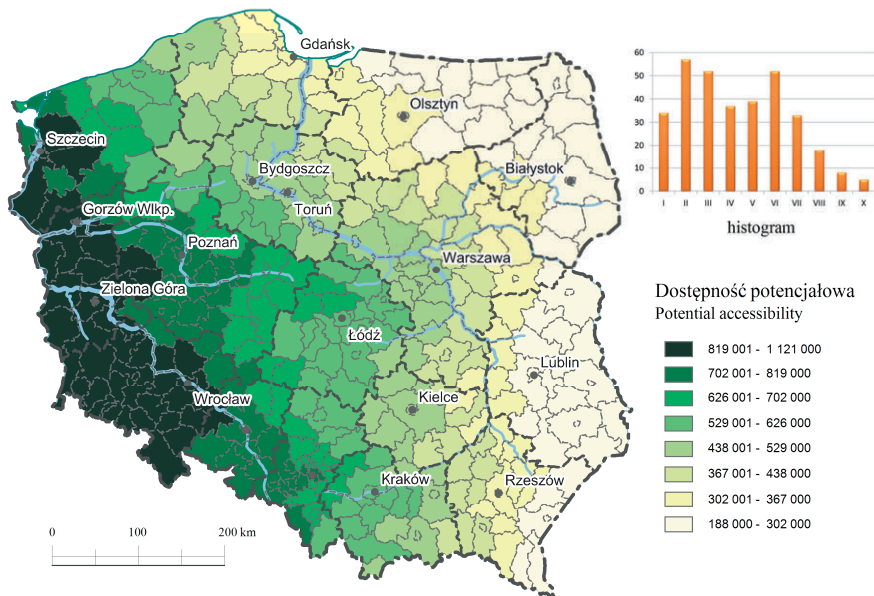 Gdańsk
Olsztyn
Szczecin
Białystok
Bydgoszcz
Toruń
Gorzów Wlkp.
Poznań
Warszawa
Zielona Góra
Łódź
Lublin
Wrocław
Kielce
Kraków
Rzeszów
0 100 200 km
60
50
40
30
20
10
0
I II III IV V VI VII VIII IX X
histogram
Dostępność potencjałowa
Potential accessibility
819 001 - 1 121 000
702 001 - 819 000
626 001 - 702 000
529 001 - 626 000
438 001 - 529 000
367 001 - 438 000
302 001 - 367 000
188 000 - 302 000